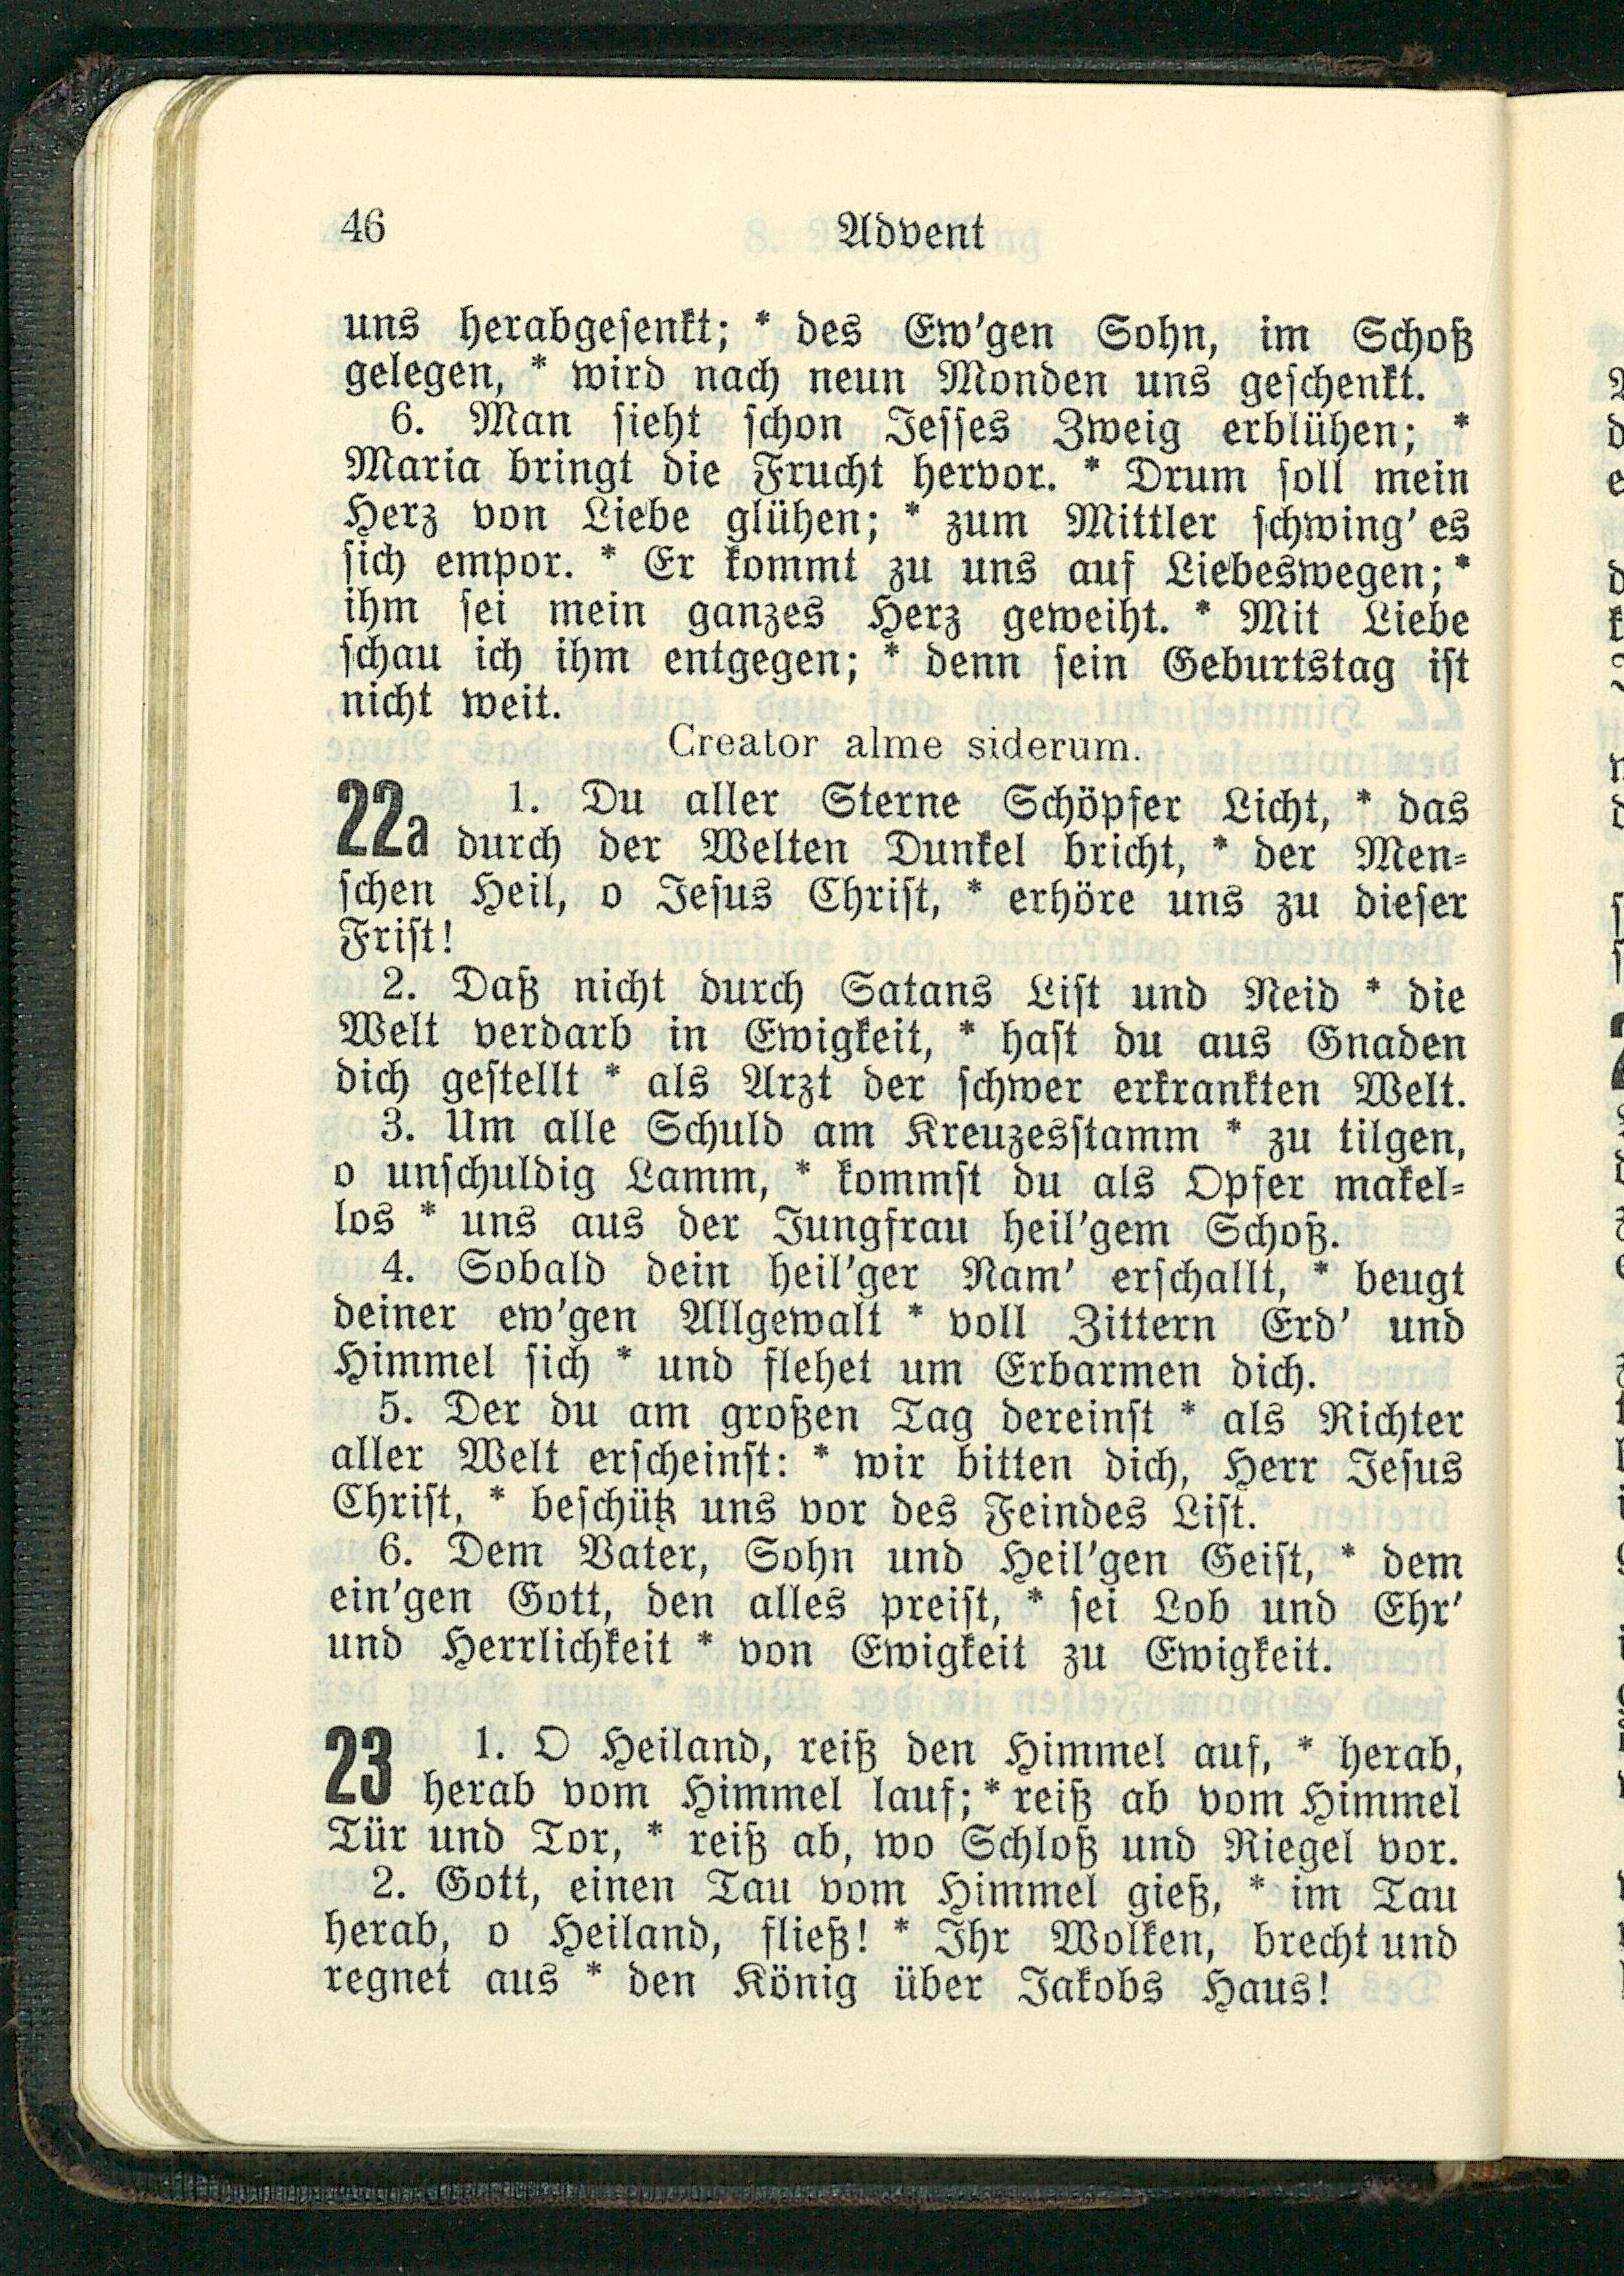 46 Advent
uns herabgesenkt; * des Ew'gen Sohn, im Schoß
gelegen, * wird nach neun Monden uns geschenkt.
6. Man sieht schon Jesses Zweig erblühen; *
Maria bringt die Frucht hervor. * Drum soll mein
Herz von Liebe glühen; * zum Mittler schwing' es
sich empor. * Er kommt zu uns auf Liebeswegen; *
ihm sei mein ganzes Herz geweiht. * Mit Liebe
schau ich ihm entgegen; * denn sein Geburtstag ist
nicht weit.
Creator alme siderum.
22a 1. Du aller Sterne Schöpfer Licht, * das
durch der Welten Dunkel bricht, * der Men-
schen Heil, o Jesus Christ, * erhöre uns zu dieser
Frist!
2. Daß nicht durch Satans List und Neid * die
Welt verdarb in Ewigkeit, * hast du aus Gnaden
dich gestellt * als Arzt der schwer erkrankten Welt.
3. Um alle Schuld am Kreuzesstamm * zu tilgen,
o unschuldig Lamm, * kommst du als Opfer makel-
los * uns aus der Jungfrau heil'gem Schoß.
4. Sobald dein heil'ger Nam' erschallt, * beugt
deiner ew'gen Allgewalt * voll Zittern Erd' und
Himmel sich * und flehet um Erbarmen dich.
5. Der du am großen Tag dereinst * als Richter
aller Welt erscheinst: * wir bitten dich, Herr Jesus
Christ, * beschütz uns vor des Feindes List.
6. Dem Vater, Sohn und Heil'gen Geist, * dem
ein'gen Gott, den alles preist, * sei Lob und Ehr'
und Herrlichkeit * von Ewigkeit zu Ewigkeit.
23 1. O Heiland, reiß den Himmel auf, * herab,
herab vom Himmel lauf; * reiß ab vom Himmel
Tür und Tor, * reiß ab, wo Schloß und Riegel vor.
2. Gott, einen Tau vom Himmel gieß, * im Tau
herab, o Heiland, fließ! * Ihr Wolken, brecht und
regnet aus * den König über Jakobs Haus!